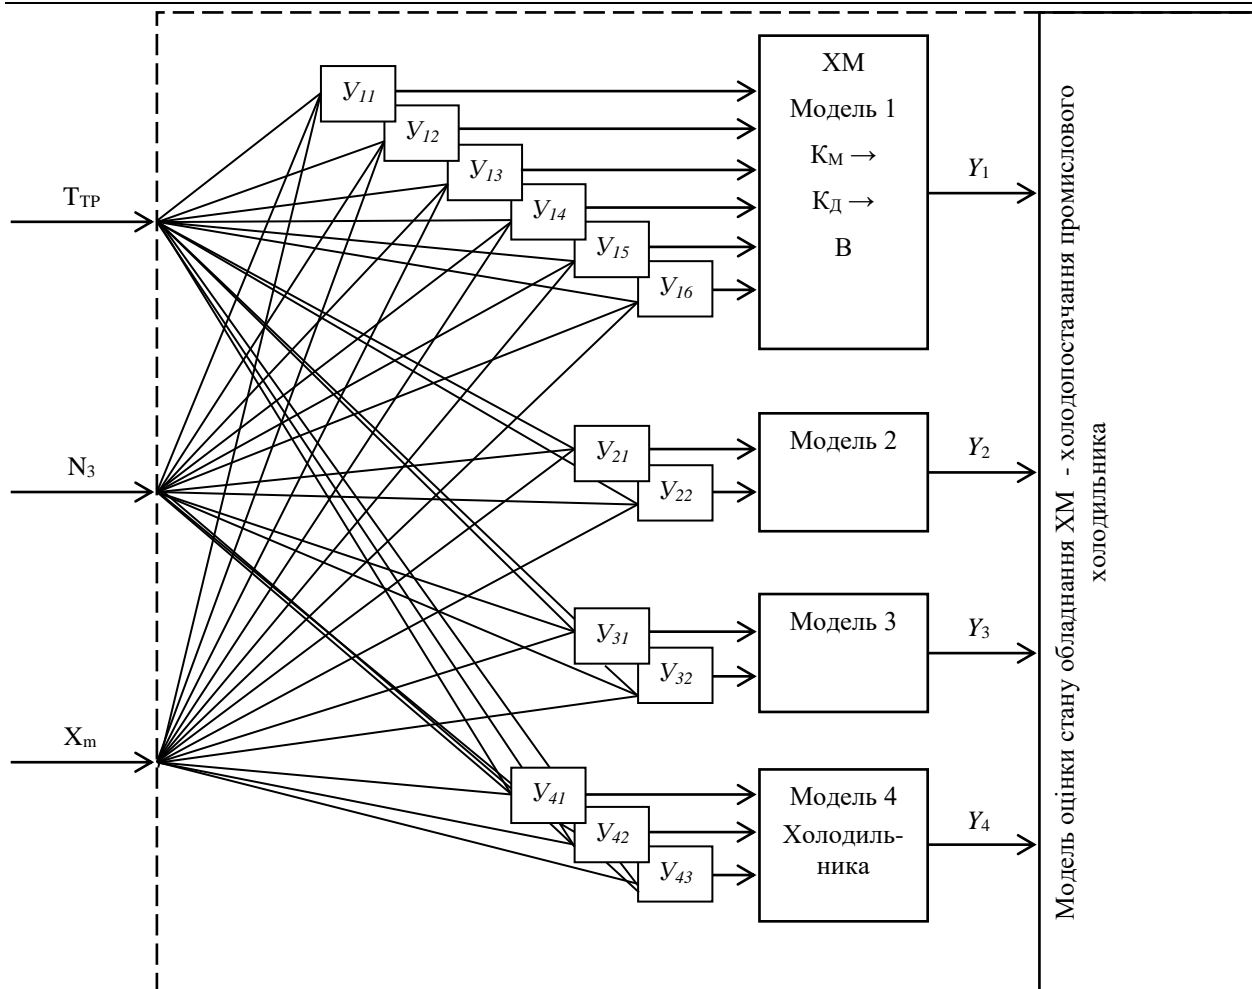 У11
У12
У13
У14
У15
У16
ХМ
Модель 1
КМ →
КД →
В
ТТР
N3
Xm
У21
У22
Модель 2
У31
У32
Модель 3
У41
У42
У43
Модель 4
Холодиль-
ника
Y1
Y2
Y3
Y4
Модель оцінки стану обладнання ХМ - холодопостачання промислового
холодильника